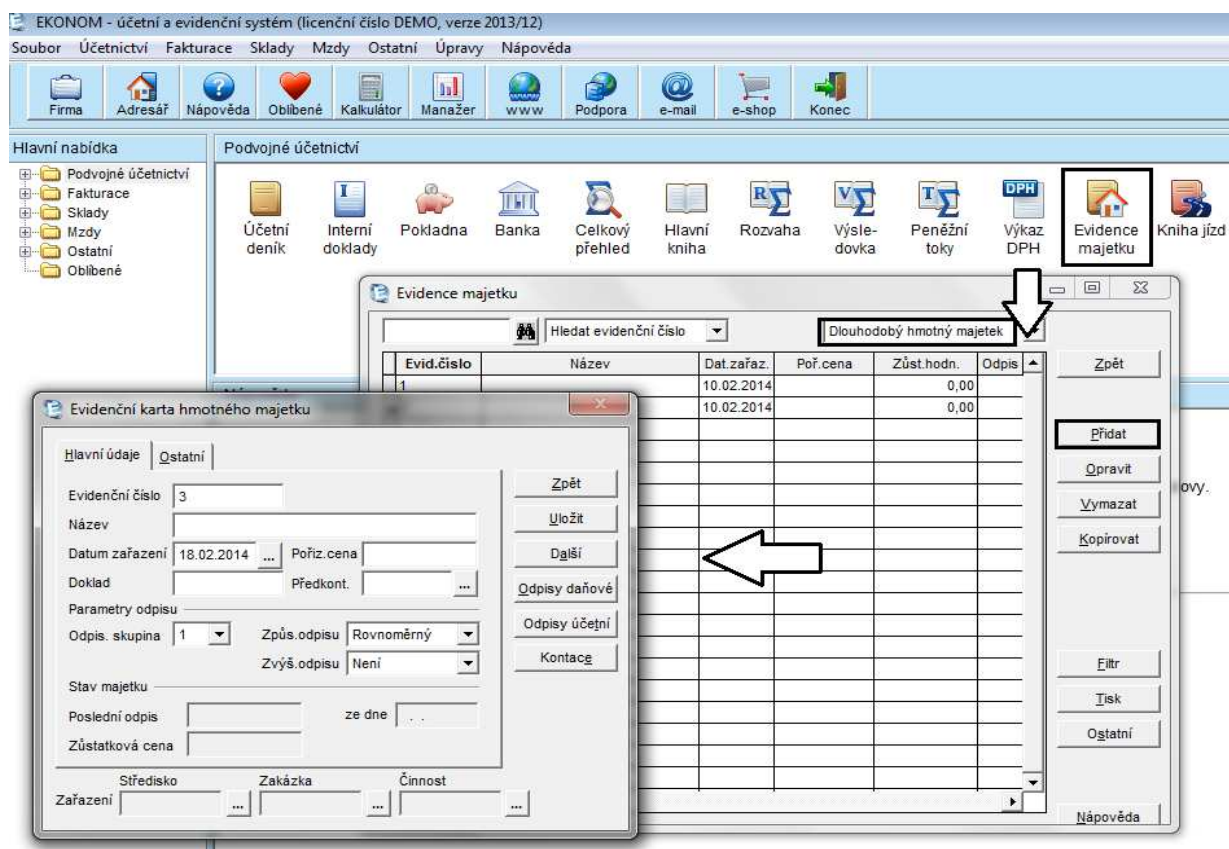 EKONOM - účetní a evidenční systém (licenční číslo DEMO, verze 2013/12)
Soubor Účetnictví Fakturace Sklady Mzdy Ostatní Úpravy Nápověda
Firma Adresář Nápověda Oblíbené Kalkulátor Manažer www Podpora e-mail e-shop Konec
Hlavní nabídka
Podvojné účetnictví
Fakturace
Sklady
Mzdy
Ostatní
Oblíbené
Podvojné účetnictví
Účetní deník
Interní doklady
Pokladna
Banka
Celkový přehled
Hlavní kniha
Rozvaha
Výsle-
dovka
Peněžní toky
DPH
Výkaz DPH
Evidence majetku
Kniha jízd
Evidence majetku
Hledat evidenční číslo
Dlouhodobý hmotný majetek
Evid.číslo Název Dat.zařaz. Poř.cena Zůst.hodn. Odpis
1 10.02.2014 0,00
10.02.2014 0,00
Zpět
Přidat
Opravit
Vymazat
Kopírovat
Filtr
Tisk
Ostatní
Nápověda
ovy.
Evidenční karta hmotného majetku
Hlavní údaje Ostatní
Evidenční číslo 3
Název
Datum zařazení 18.02.2014 ... Poříz.cena
Doklad Předkont. ...
Parametry odpisu
Odpis. skupina 1 Způs.odpisu Rovnoměrný
Zvýš.odpisu Není
Stav majetku
Poslední odpis ze dne . .
Zůstatková cena
Středisko Zakázka Činnost
Zařazení ... ... ...
Zpět
Uložit
Další
Odpisy daňové
Odpisy účetní
Kontace